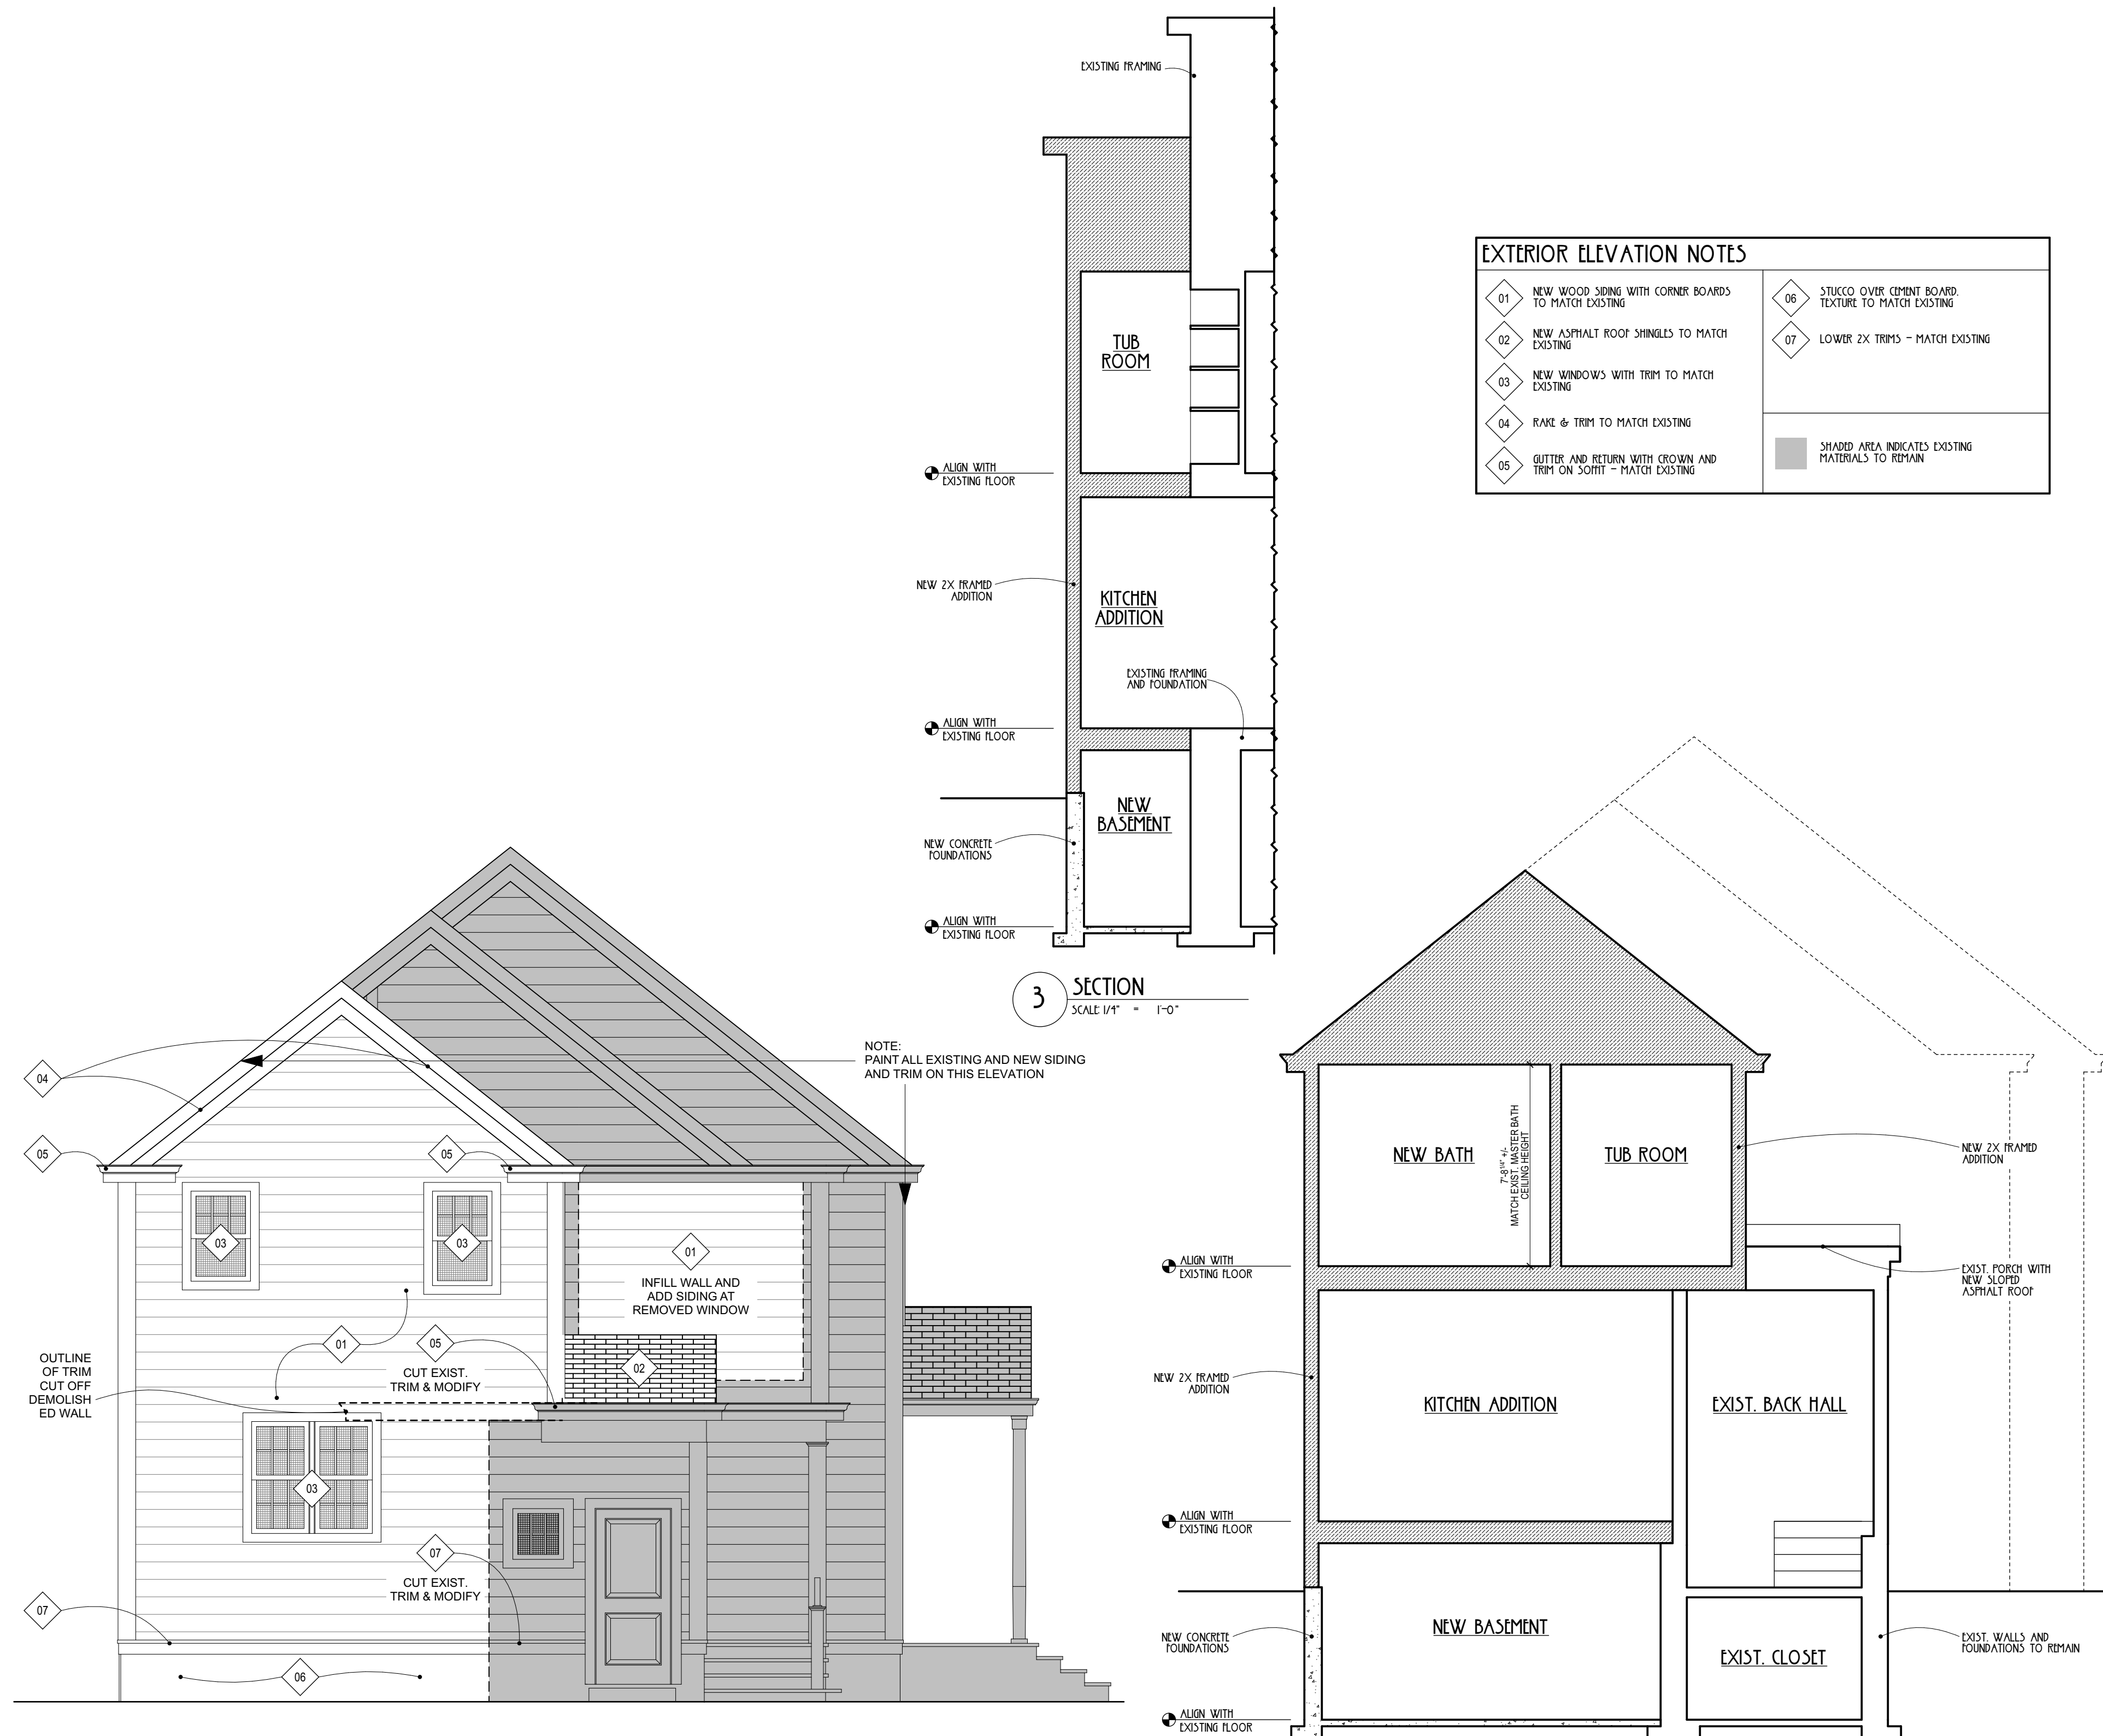 EXISTING FRAMING
TUB
ROOM
ALIGN WITH
EXISTING FLOOR
NEW 2X FRAMED
ADDITION
KITCHEN
ADDITION
EXISTING FRAMING
AND FOUNDATION
ALIGN WITH
EXISTING FLOOR
NEW
BASEMENT
NEW CONCRETE
FOUNDATIONS
ALIGN WITH
EXISTING FLOOR
3
SECTION
SCALE: 1/4" = 1'-0"
EXTERIOR ELEVATION NOTES
01
NEW WOOD SIDING WITH CORNER BOARDS
TO MATCH EXISTING
02
NEW ASPHALT ROOF SHINGLES TO MATCH
EXISTING
03
NEW WINDOWS WITH TRIM TO MATCH
EXISTING
04
RAKE & TRIM TO MATCH EXISTING
05
GUTTER AND RETURN WITH CROWN AND
TRIM ON SOFFIT - MATCH EXISTING
06
STUCCO OVER CEMENT BOARD.
TEXTURE TO MATCH EXISTING
07
LOWER 2X TRIMS - MATCH EXISTING
SHADED AREA INDICATES EXISTING
MATERIALS TO REMAIN
NOTE:
PAINT ALL EXISTING AND NEW SIDING
AND TRIM ON THIS ELEVATION
04
05
05
03
03
01
INFILL WALL AND
ADD SIDING AT
REMOVED WINDOW
01
05
CUT EXIST.
TRIM & MODIFY
02
OUTLINE
OF TRIM
CUT OFF
DEMOLISH
ED WALL
03
07
CUT EXIST.
TRIM & MODIFY
07
06
NEW BATH
7'-8 1/4" +/-
MATCH EXIST. MASTER BATH
CEILING HEIGHT
TUB ROOM
NEW 2X FRAMED
ADDITION
ALIGN WITH
EXISTING FLOOR
EXIST. PORCH WITH
NEW SLOPED
ASPHALT ROOF
NEW 2X FRAMED
ADDITION
KITCHEN ADDITION
EXIST. BACK HALL
ALIGN WITH
EXISTING FLOOR
NEW BASEMENT
NEW CONCRETE
FOUNDATIONS
EXIST. CLOSET
EXIST. WALLS AND
FOUNDATIONS TO REMAIN
ALIGN WITH
EXISTING FLOOR